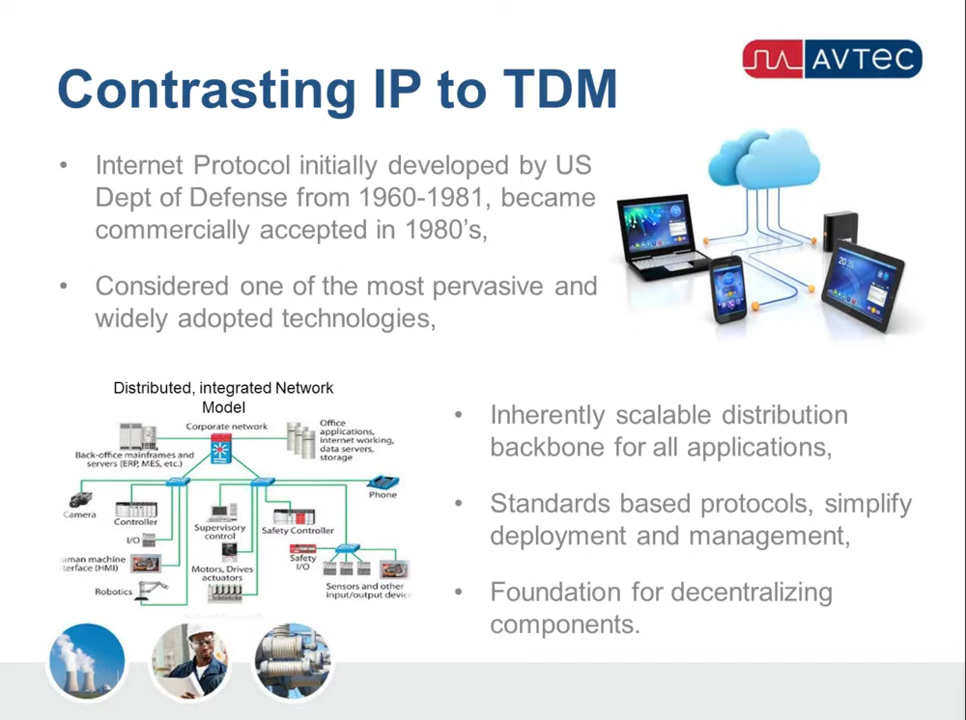 AVTEC
Contrasting IP to TDM
• Internet Protocol initially developed by US
Dept of Defense from 1960-1981, became
commercially accepted in 1980’s,
• Considered one of the most pervasive and
widely adopted technologies,
Distributed, integrated Network
Model
Corporate network
Back-office mainframes and
servers (ERP, MES, etc.)
Office
applications,
internet working,
data servers,
storage
Camera
Controller
I/O
uman machine
terface (HMI)
Robotics
Supervisory
control
Motors, Drives
actuators
Safety Controller
Safety
I/O
Phone
Sensors and other
input/output devic
• Inherently scalable distribution
backbone for all applications,
• Standards based protocols, simplify
deployment and management,
• Foundation for decentralizing
components.